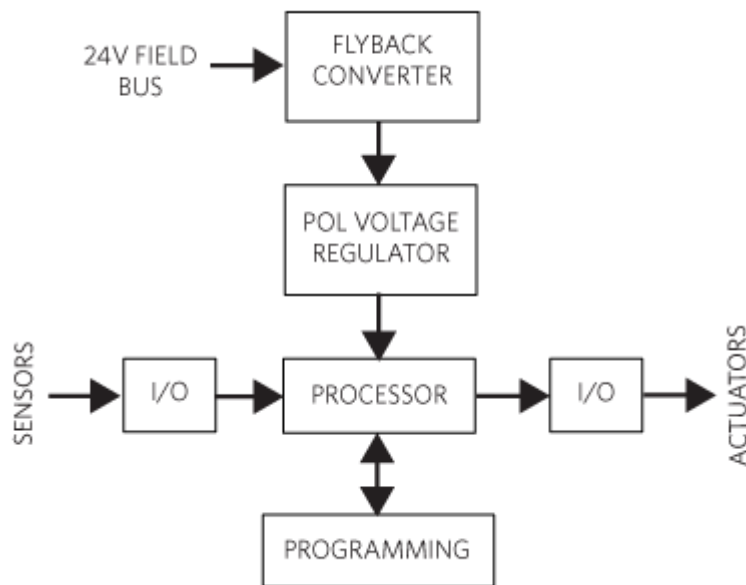 24V FIELD
BUS
FLYBACK
CONVERTER
POL VOLTAGE
REGULATOR
SENSORS
I/O
PROCESSOR
I/O
ACTUATORS
PROGRAMMING